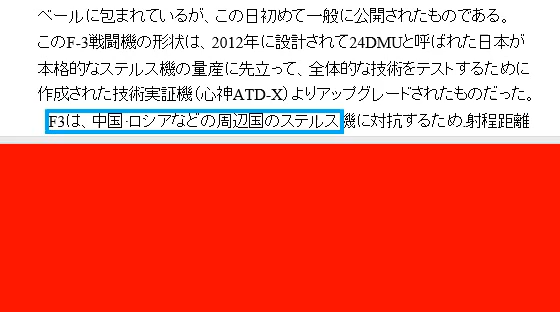 ベールに包まれているが、この日初めて一般に公開されたものである。
このF-3戦闘機の形状は、2012年に設計されて24DMUと呼ばれた日本が
本格的なステルス機の量産に先立って、全体的な技術をテストするために
作成された技術実証機（心神ATD-X）よりアップグレードされたものだった。
F3は、中国·ロシアなどの周辺国のステルス機に対抗するため､射程距離